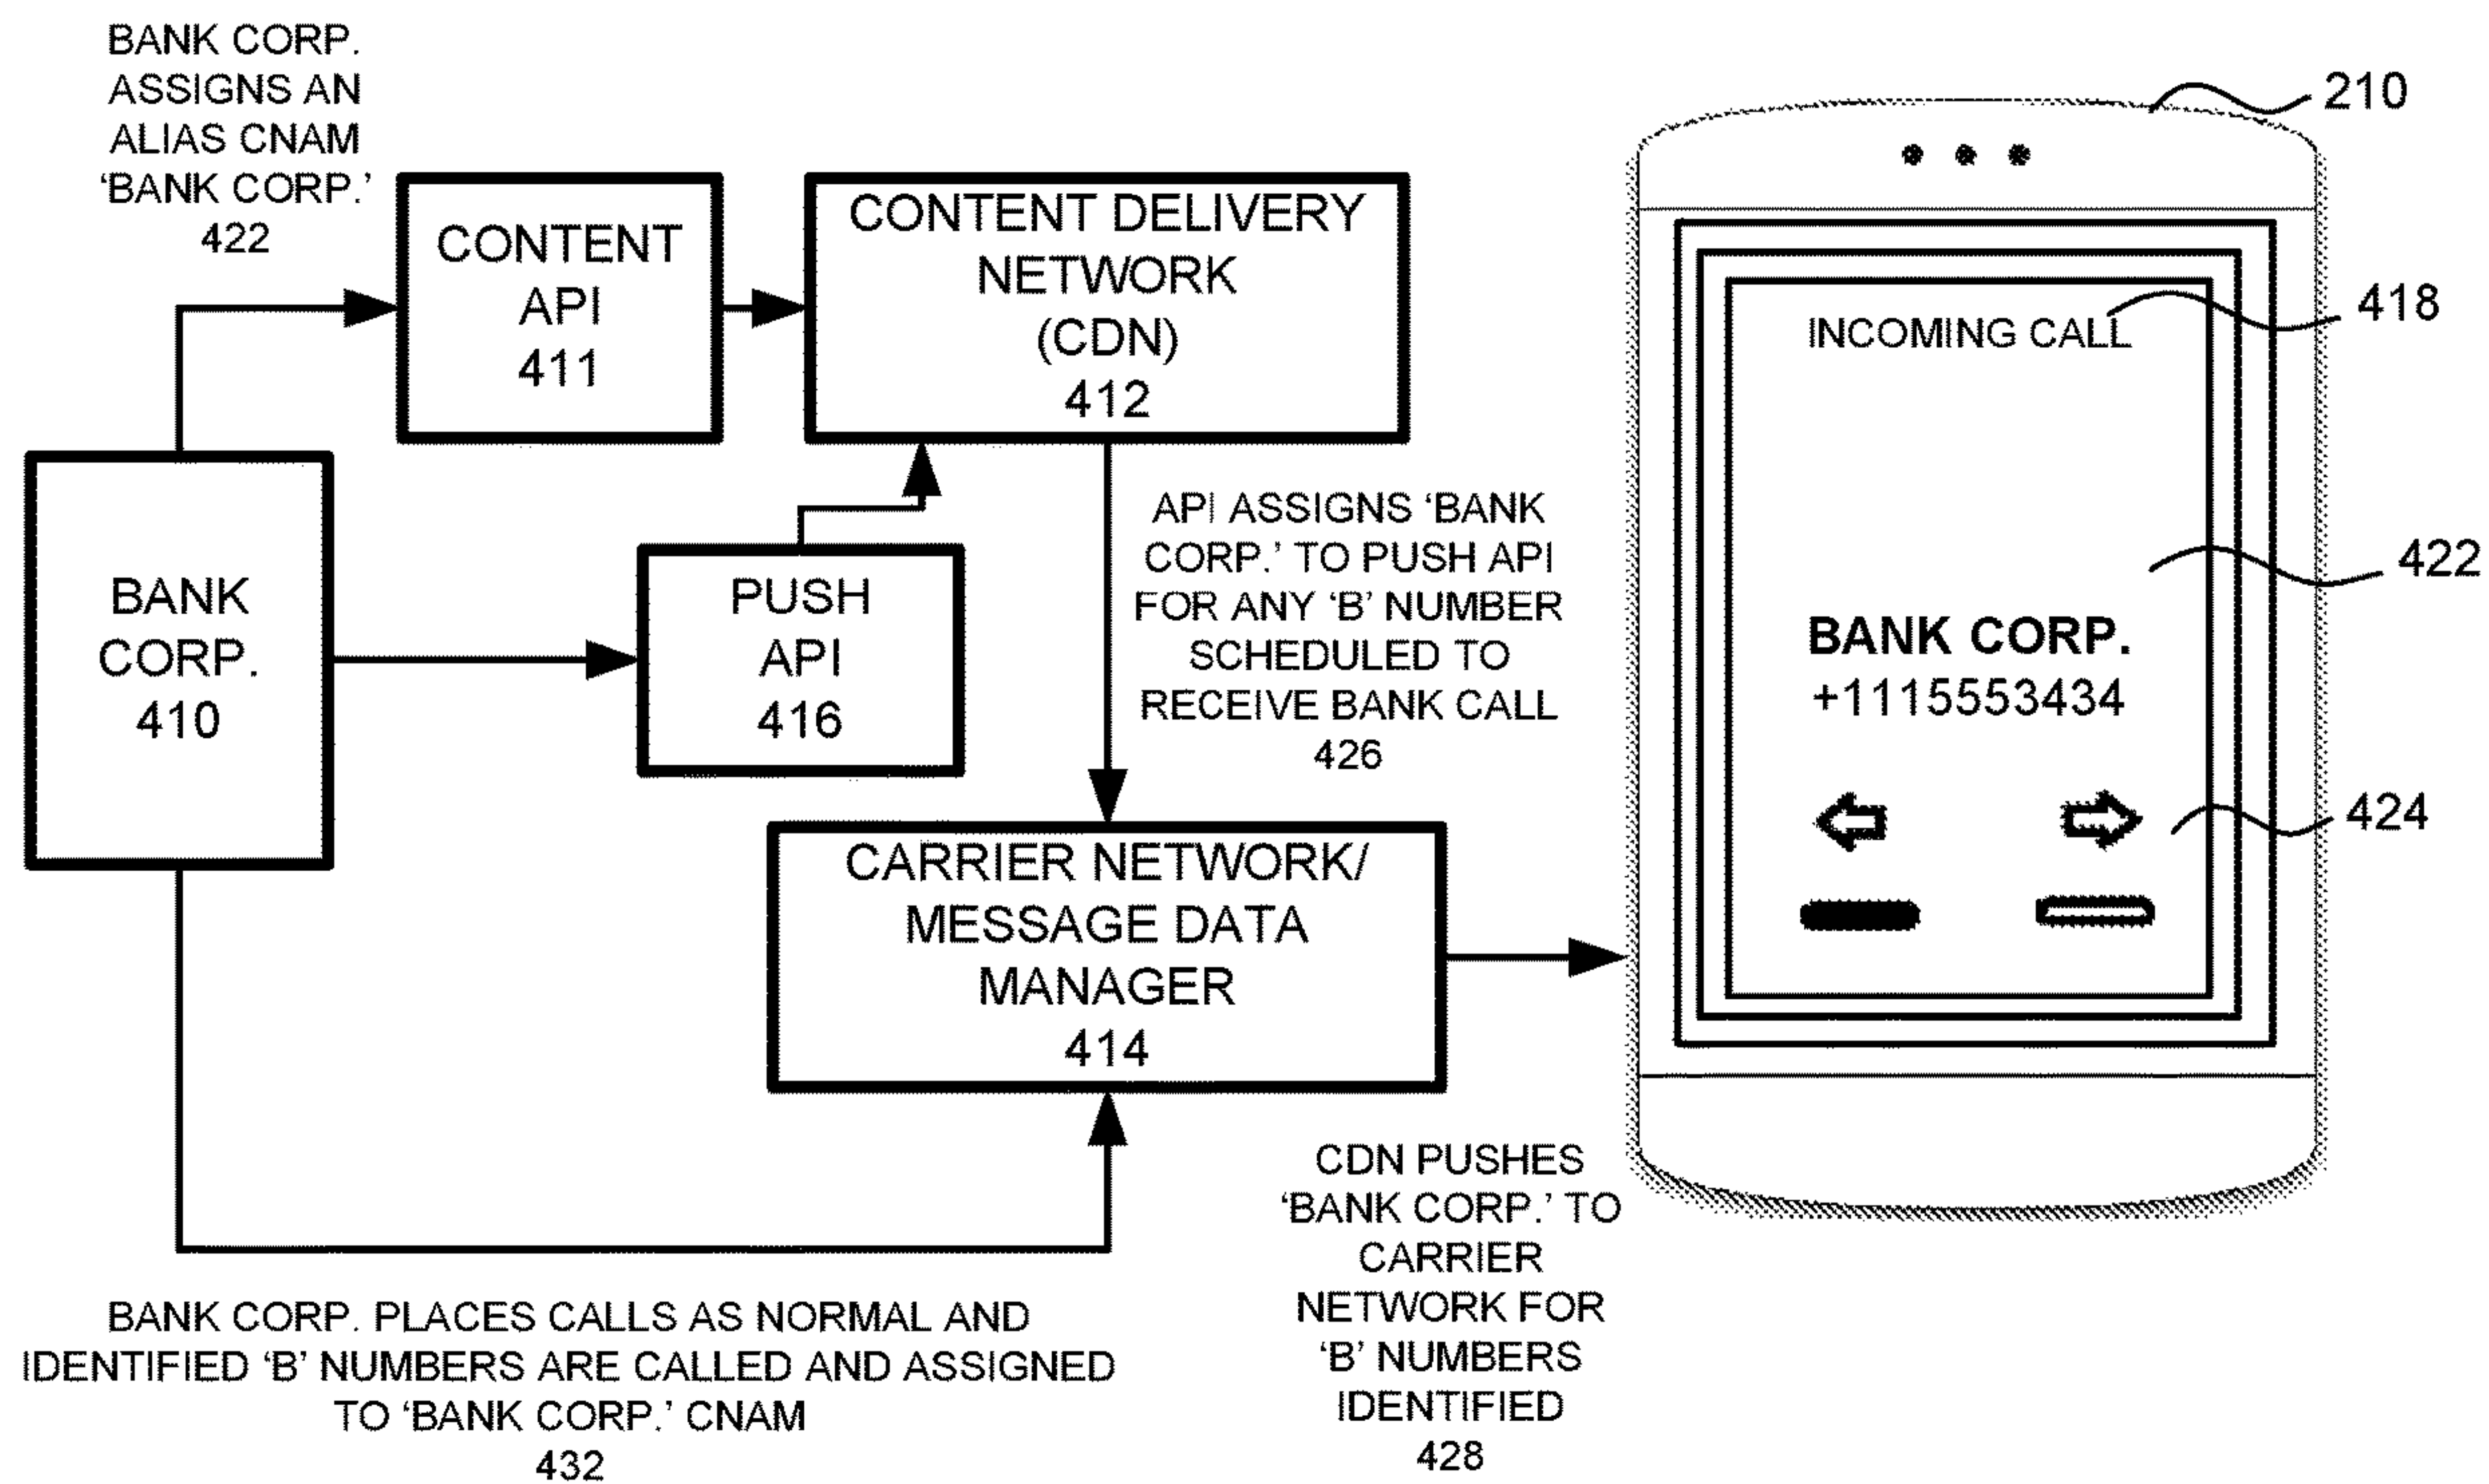 BANK CORP.
ASSIGNS AN
ALIAS CNAM
‘BANK CORP.’
422
CONTENT
API
411
CONTENT DELIVERY
NETWORK
(CDN)
412
BANK
CORP.
410
PUSH
API
416
API ASSIGNS ‘BANK
CORP.’ TO PUSH API
FOR ANY ‘B’ NUMBER
SCHEDULED TO
RECEIVE BANK CALL
426
CARRIER NETWORK/
MESSAGE DATA
MANAGER
414
BANK CORP. PLACES CALLS AS NORMAL AND
IDENTIFIED ‘B’ NUMBERS ARE CALLED AND ASSIGNED
TO ‘BANK CORP.’ CNAM
432
CDN PUSHES
‘BANK CORP.’ TO
CARRIER
NETWORK FOR
‘B’ NUMBERS
IDENTIFIED
428
210
INCOMING CALL
418
422
BANK CORP.
+1115553434
424